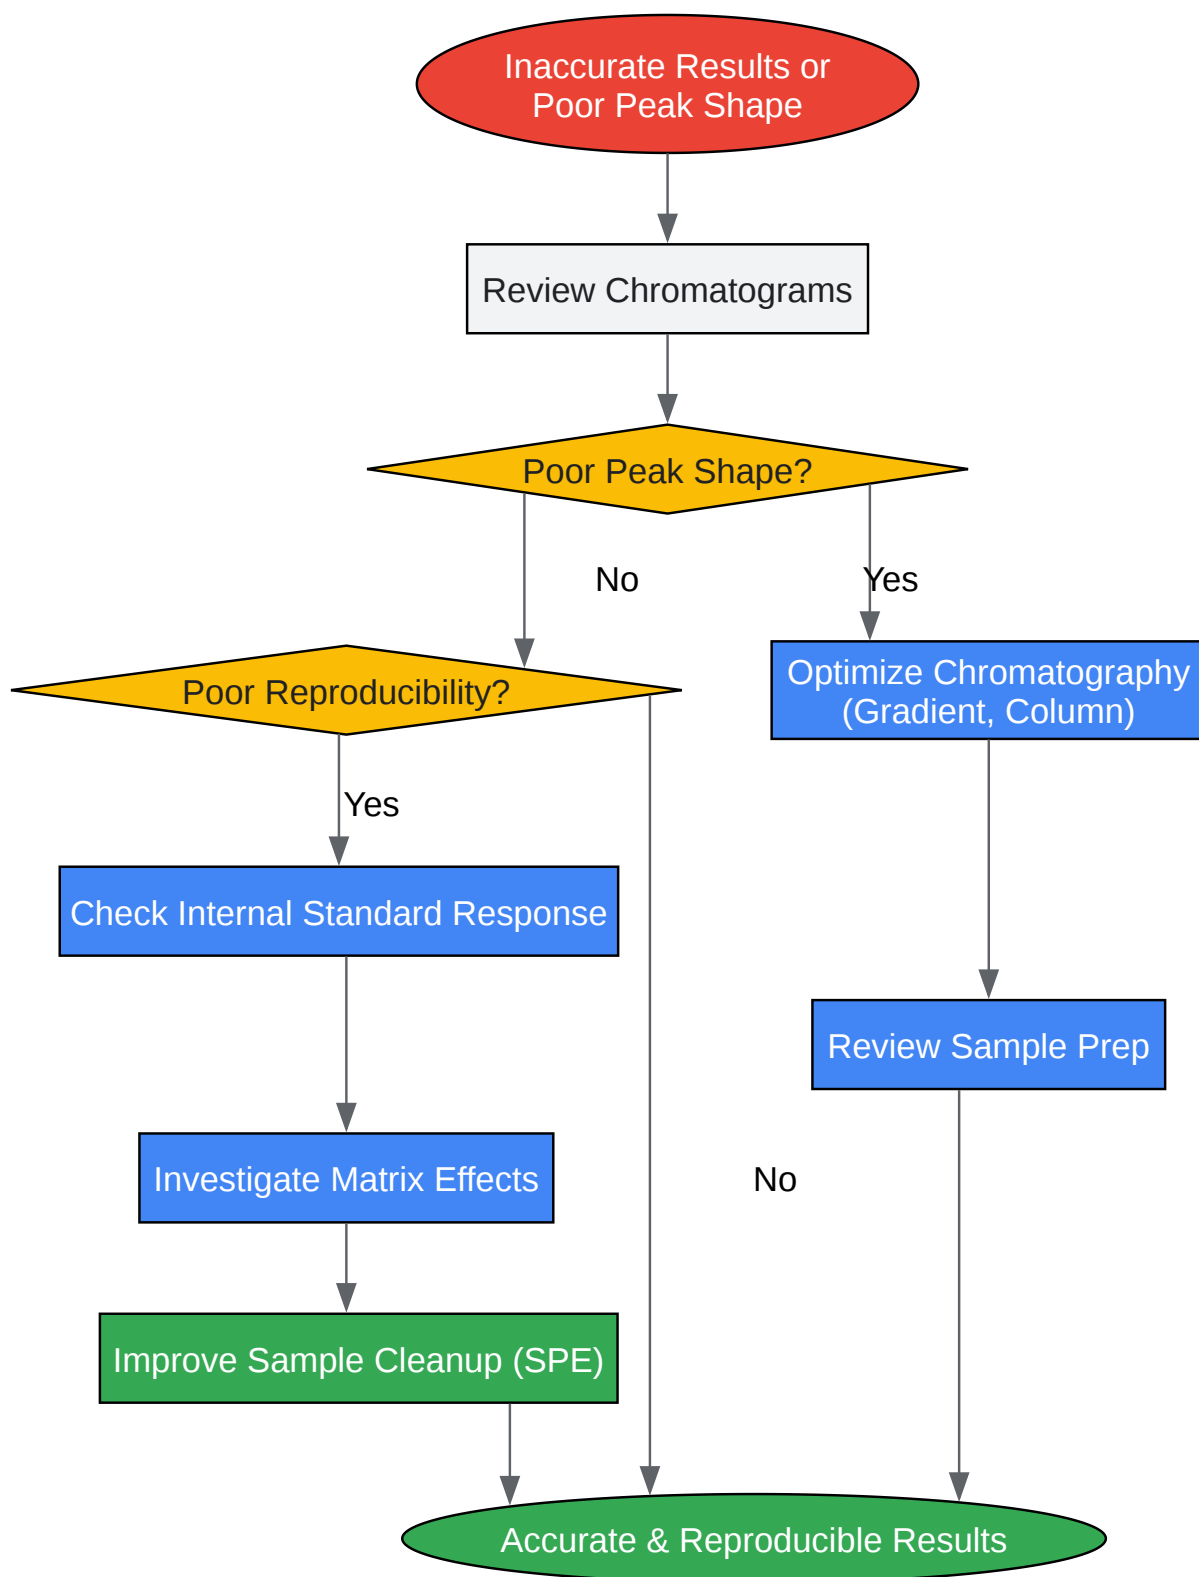 Inaccurate Results or
Poor Peak Shape
Review Chromatograms
Poor Peak Shape?
No
Yes
Poor Reproducibility?
Optimize Chromatography
(Gradient, Column)
Yes
Check Internal Standard Response
Review Sample Prep
Investigate Matrix Effects
No
Improve Sample Cleanup (SPE)
Accurate & Reproducible Results